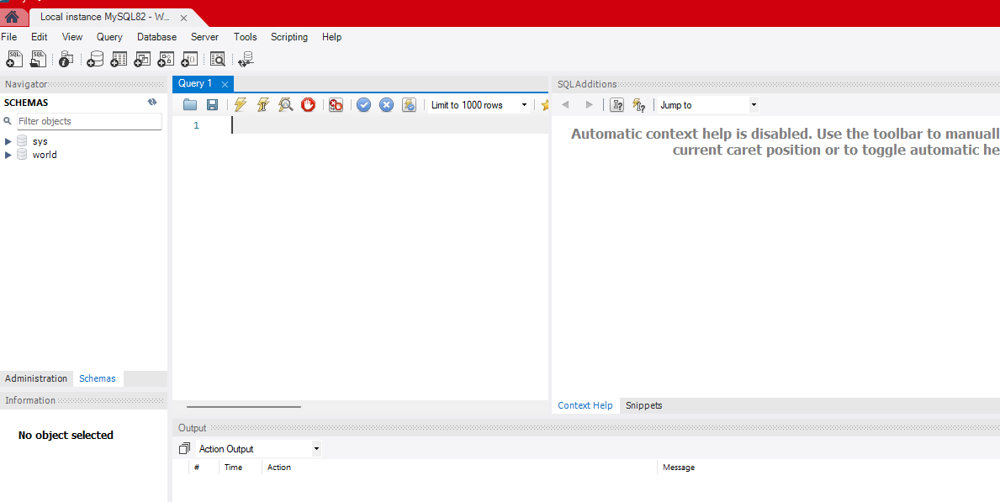 Local instance MySQL82 - W...
File Edit View Query Database Server Tools Scripting Help
Navigator
SCHEMAS
Filter objects
sys
world
Administration Schemas
Information
No object selected
Query 1
Limit to 1000 rows
1
SQLAdditions
Jump to
Automatic context help is disabled. Use the toolbar to manuall
current caret position or to toggle automatic he
Context Help Snippets
Output
Action Output
# Time Action Message